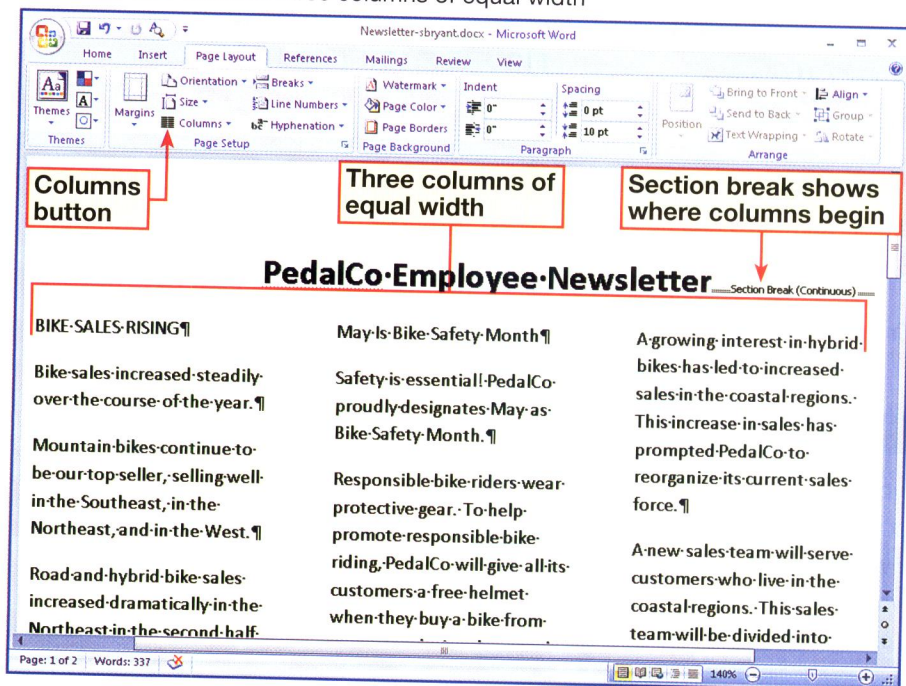 columns of equal width
Newsletter-sbryant.docx - Microsoft Word
Home Insert Page Layout References Mailings Review View
Themes
Themes
Margins
Orientation
Size
Columns
Breaks
Line Numbers
Hyphenation
Page Setup
Watermark
Page Color
Page Borders
Page Background
Indent
0"
0"
Spacing
0 pt
10 pt
Paragraph
Position
Bring to Front
Send to Back
Text Wrapping
Align
Group
Rotate
Arrange
Columns
button
Three columns of
equal width
Section break shows
where columns begin
PedalCo·Employee·Newsletter
Section Break (Continuous)
BIKE·SALES·RISING¶
Bike·sales·increased·steadily·
over·the·course·of·the·year.¶
Mountain·bikes·continue·to·
be·our·top·seller,·selling·well·
in·the·Southeast,·in·the·
Northeast,·and·in·the·West.¶
Road·and·hybrid·bike·sales·
increased·dramatically·in·the·
Northeast·in·the·second·half·
May·Is·Bike·Safety·Month¶
Safety·is·essential!·PedalCo·
proudly·designates·May·as·
Bike·Safety·Month.¶
Responsible·bike·riders·wear·
protective·gear.·To·help·
promote·responsible·bike·
riding,·PedalCo·will·give·all·its·
customers·a·free·helmet·
when·they·buy·a·bike·from·
A·growing·interest·in·hybrid·
bikes·has·led·to·increased·
sales·in·the·coastal·regions.·
This·increase·in·sales·has·
prompted·PedalCo·to·
reorganize·its·current·sales·
force.¶
A·new·sales·team·will·serve·
customers·who·live·in·the·
coastal·regions.·This·sales·
team·will·be·divided·into·
Page: 1 of 2 Words: 337
140%